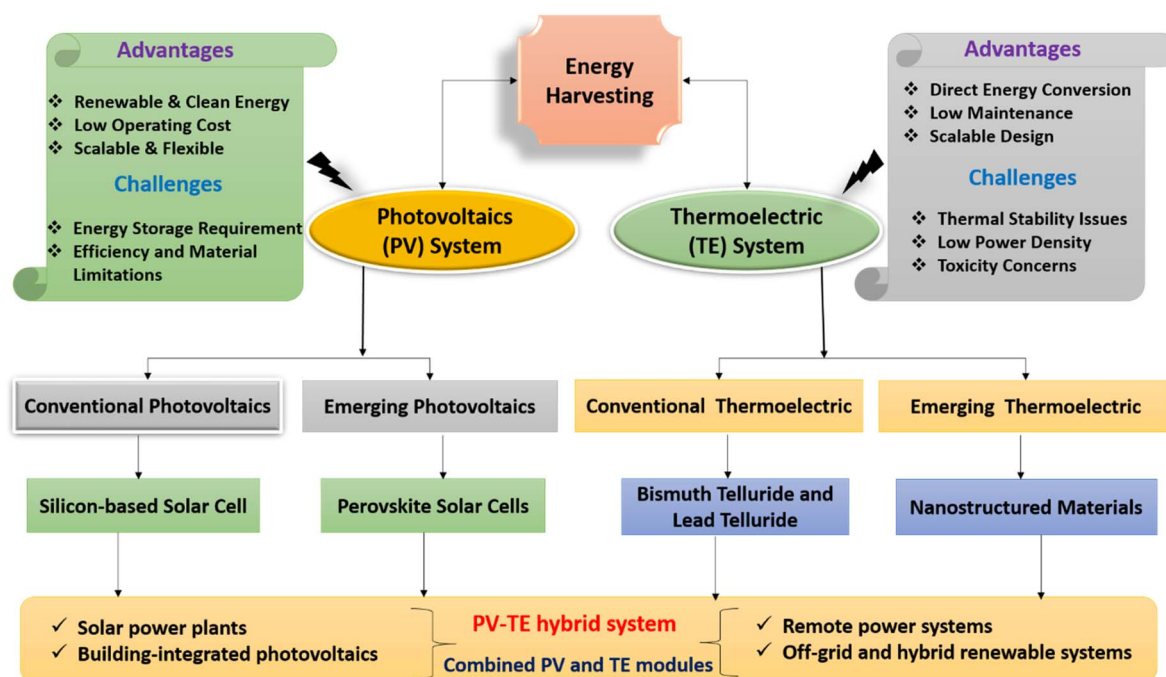 Energy
Harvesting
Advantages
❖ Renewable & Clean Energy
❖ Low Operating Cost
❖ Scalable & Flexible
Challenges
❖ Energy Storage Requirement
❖ Efficiency and Material
Limitations
Advantages
❖ Direct Energy Conversion
❖ Low Maintenance
❖ Scalable Design
Challenges
❖ Thermal Stability Issues
❖ Low Power Density
❖ Toxicity Concerns
Photovoltaics
(PV) System
Thermoelectric
(TE) System
Conventional Photovoltaics
Emerging Photovoltaics
Conventional Thermoelectric
Emerging Thermoelectric
Silicon-based Solar Cell
Perovskite Solar Cells
Bismuth Telluride and
Lead Telluride
Nanostructured Materials
✓ Solar power plants
✓ Building-integrated photovoltaics
PV-TE hybrid system
Combined PV and TE modules
✓ Remote power systems
✓ Off-grid and hybrid renewable systems